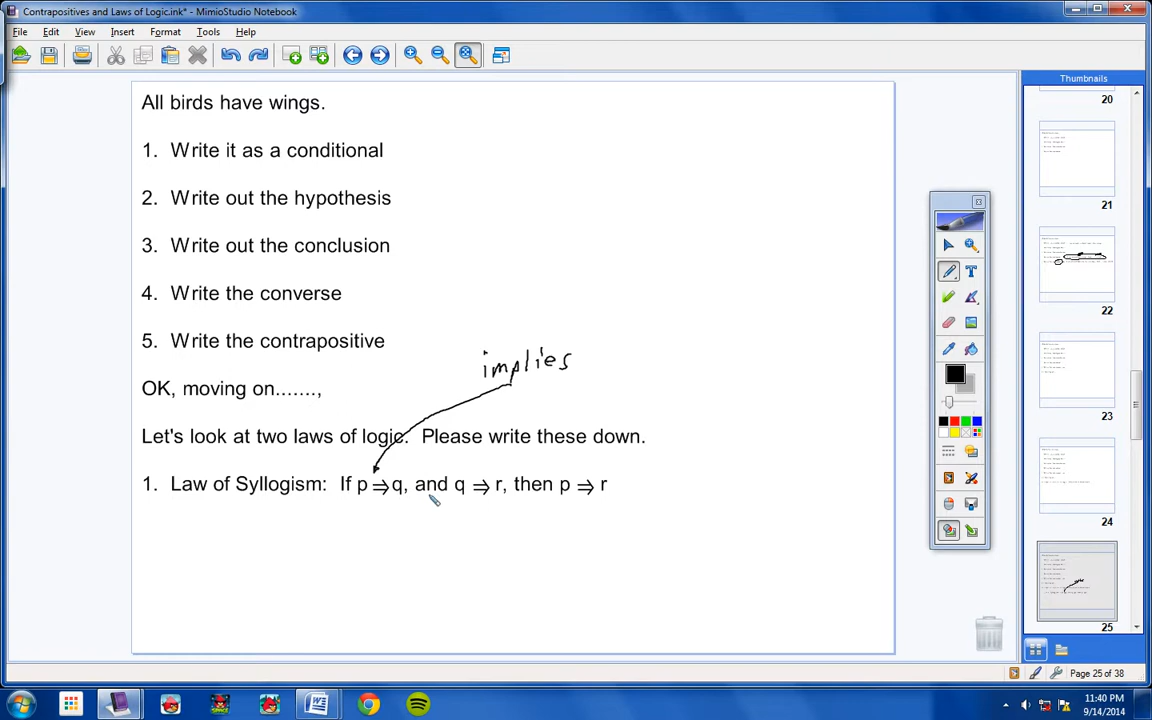 Contrapositives and Laws of Logic.ink* - MimioStudio Notebook
File Edit View Insert Format Tools Help
Thumbnails
All birds have wings.
1. Write it as a conditional
2. Write out the hypothesis
3. Write out the conclusion
4. Write the converse
5. Write the contrapositive
implies
OK, moving on.......,
Let's look at two laws of logic. Please write these down.
1. Law of Syllogism: If p ⇒ q, and q ⇒ r, then p ⇒ r
20
21
22
23
24
25
Page 25 of 38
11:40 PM
9/14/2014